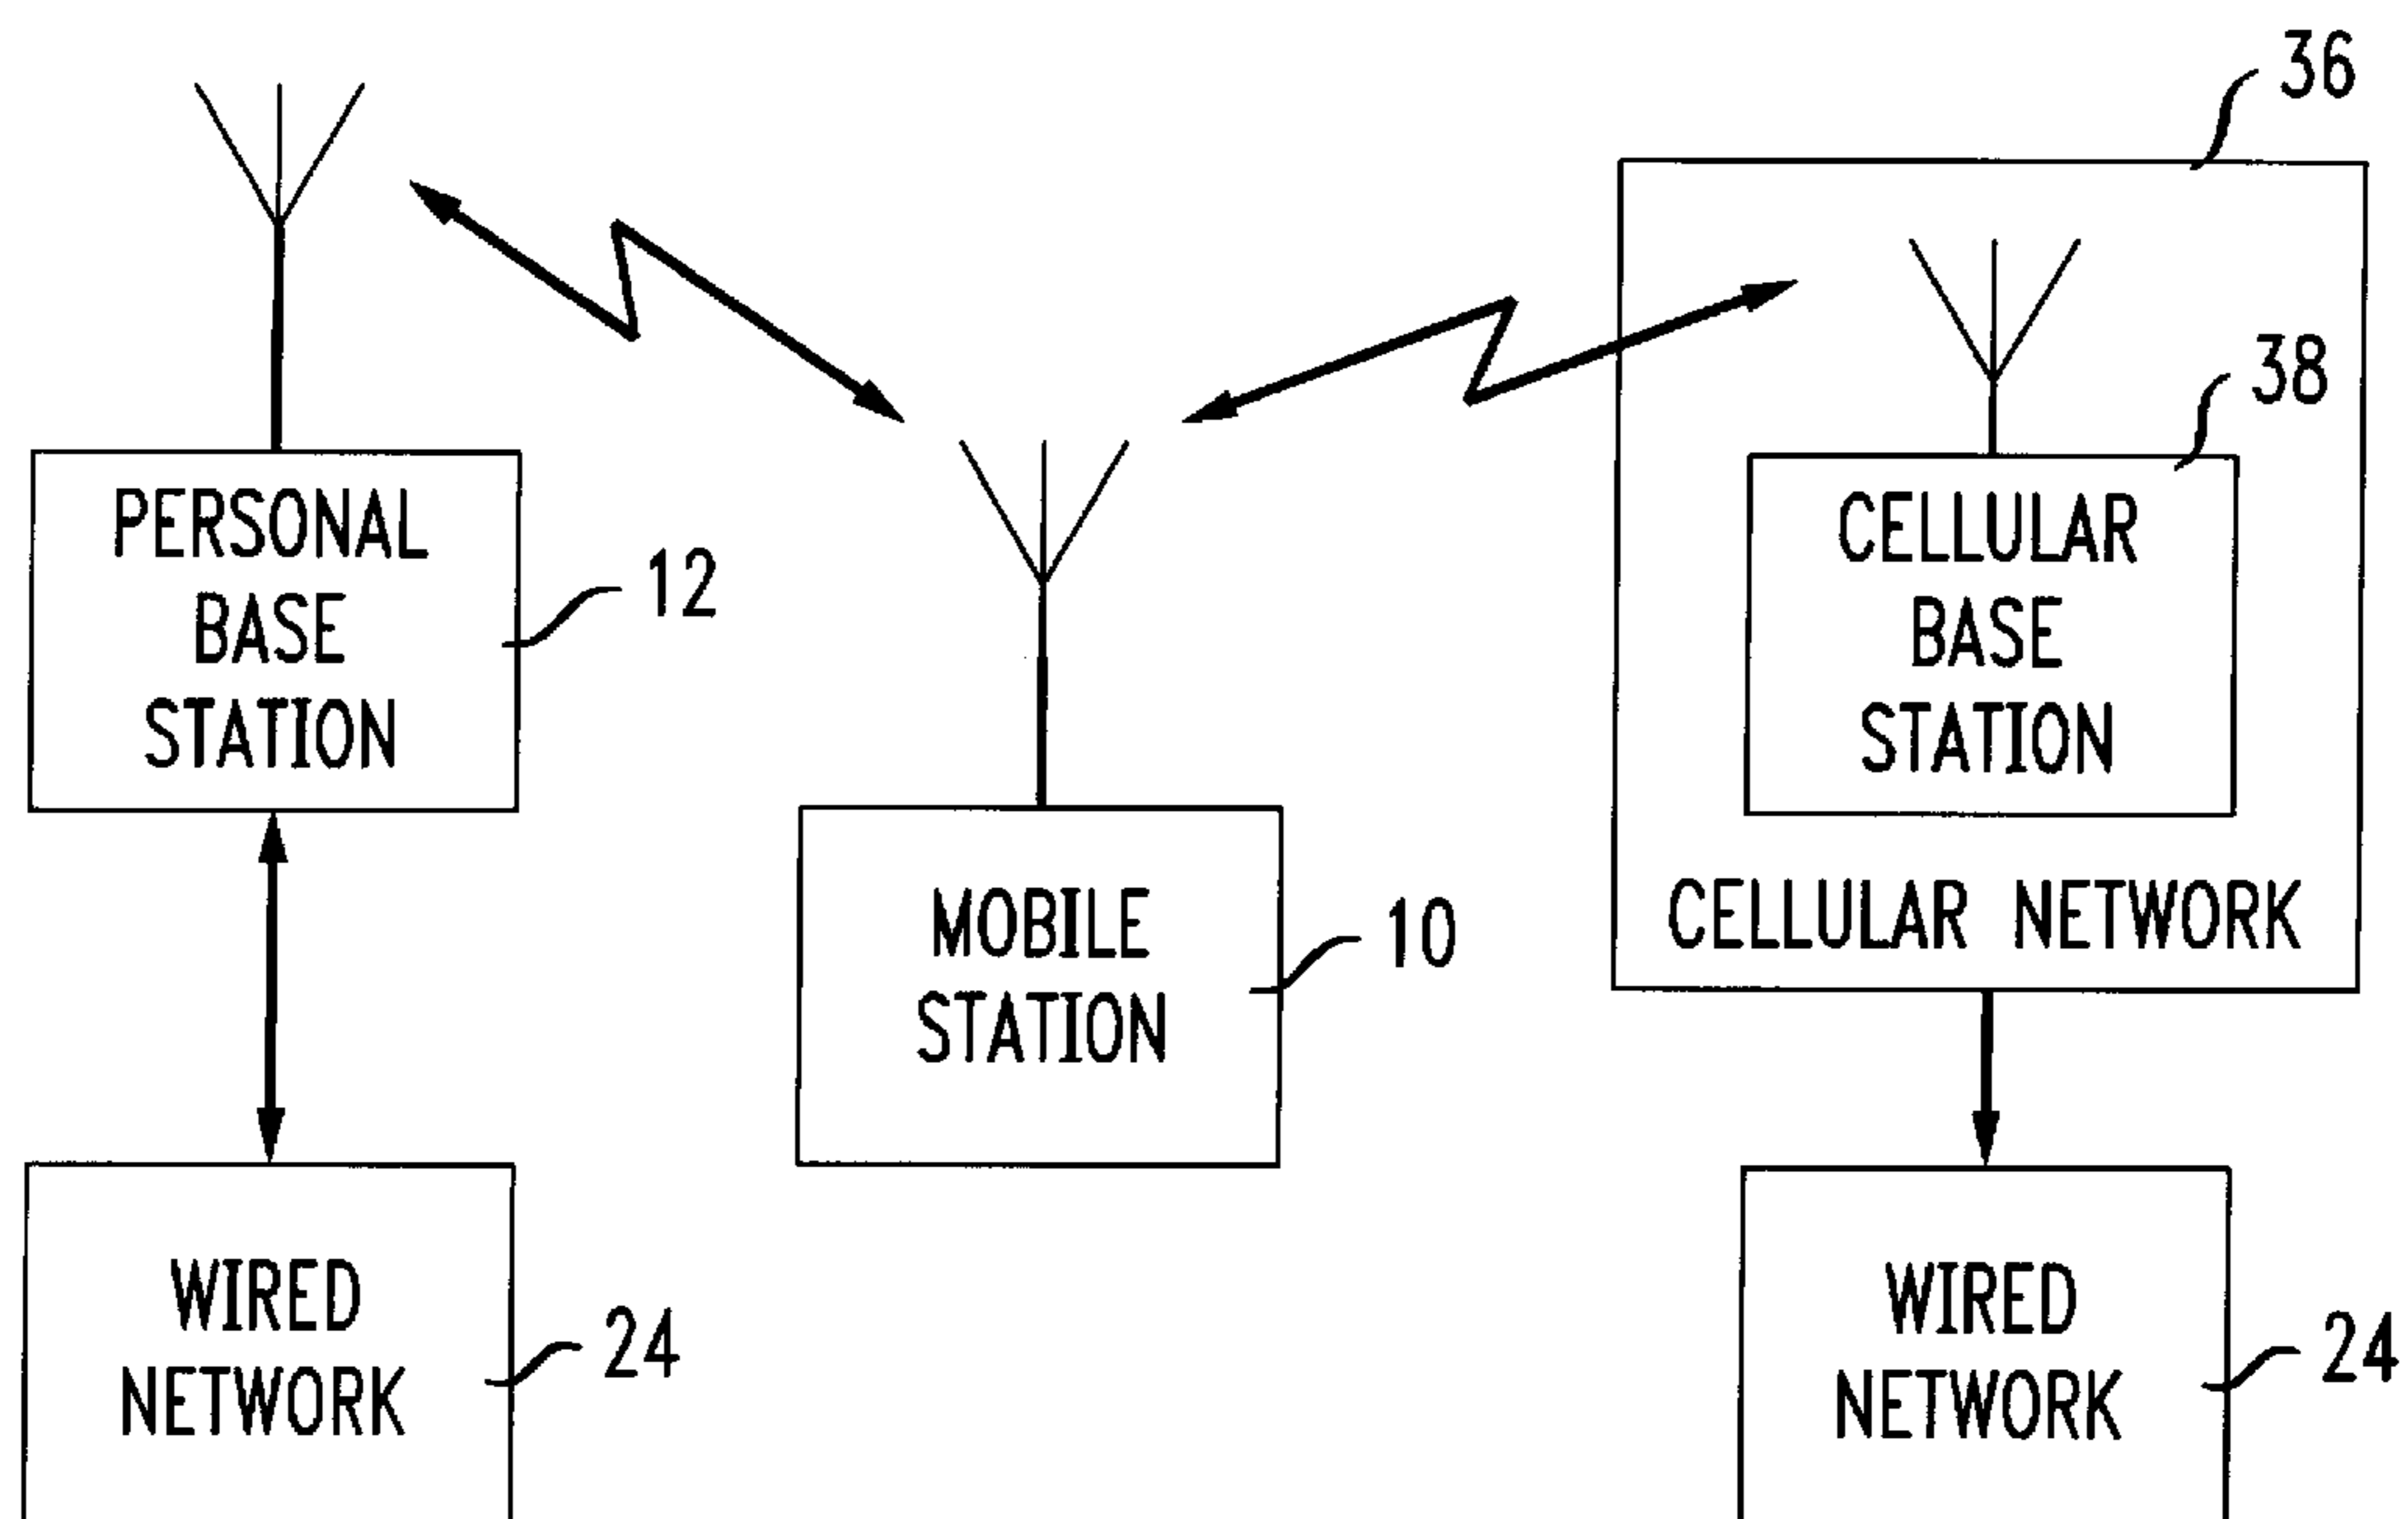 36
38
PERSONAL
BASE
STATION
12
CELLULAR
BASE
STATION
MOBILE
STATION
10
CELLULAR NETWORK
WIRED
NETWORK
24
WIRED
NETWORK
24